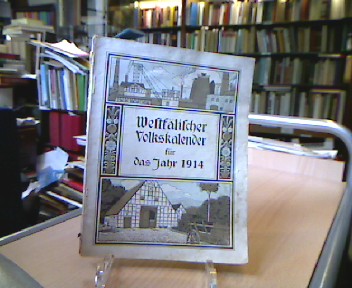 Westfälischer
Volkskalender
für
das Jahr 1914